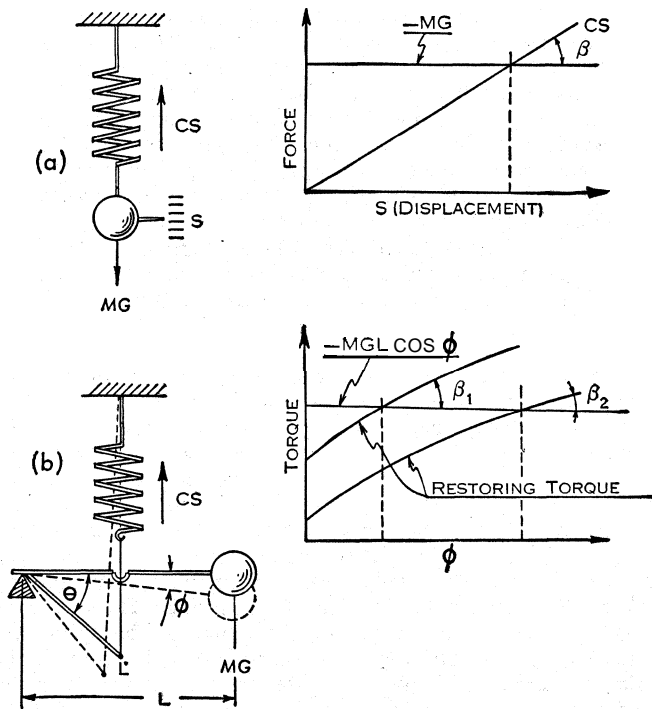 (a)
CS
S
MG
FORCE
–MG
CS
β
S (DISPLACEMENT)
(b)
CS
θ
ϕ
L
MG
L
TORQUE
–MGL COS ϕ
β₁
β₂
RESTORING TORQUE
ϕ